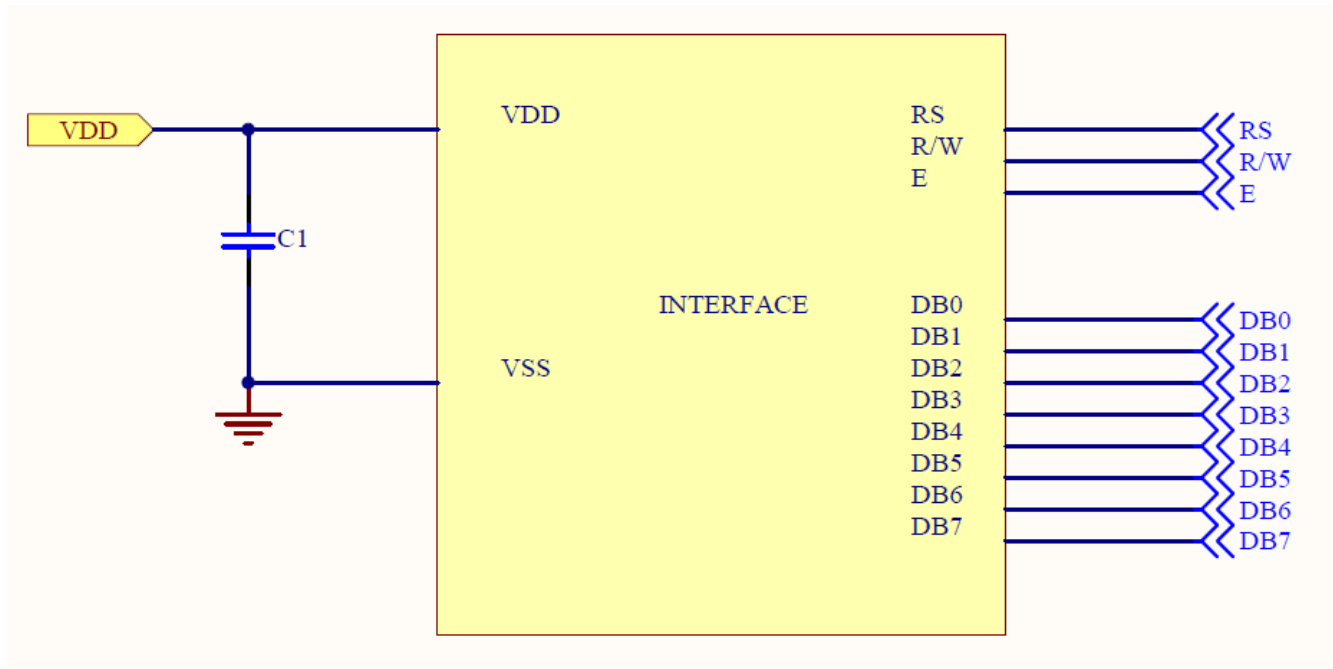 VDD
VDD
RS
RS
R/W
R/W
E
E
C1
INTERFACE
DB0
DB0
DB1
DB1
VSS
DB2
DB2
DB3
DB3
DB4
DB4
DB5
DB5
DB6
DB6
DB7
DB7